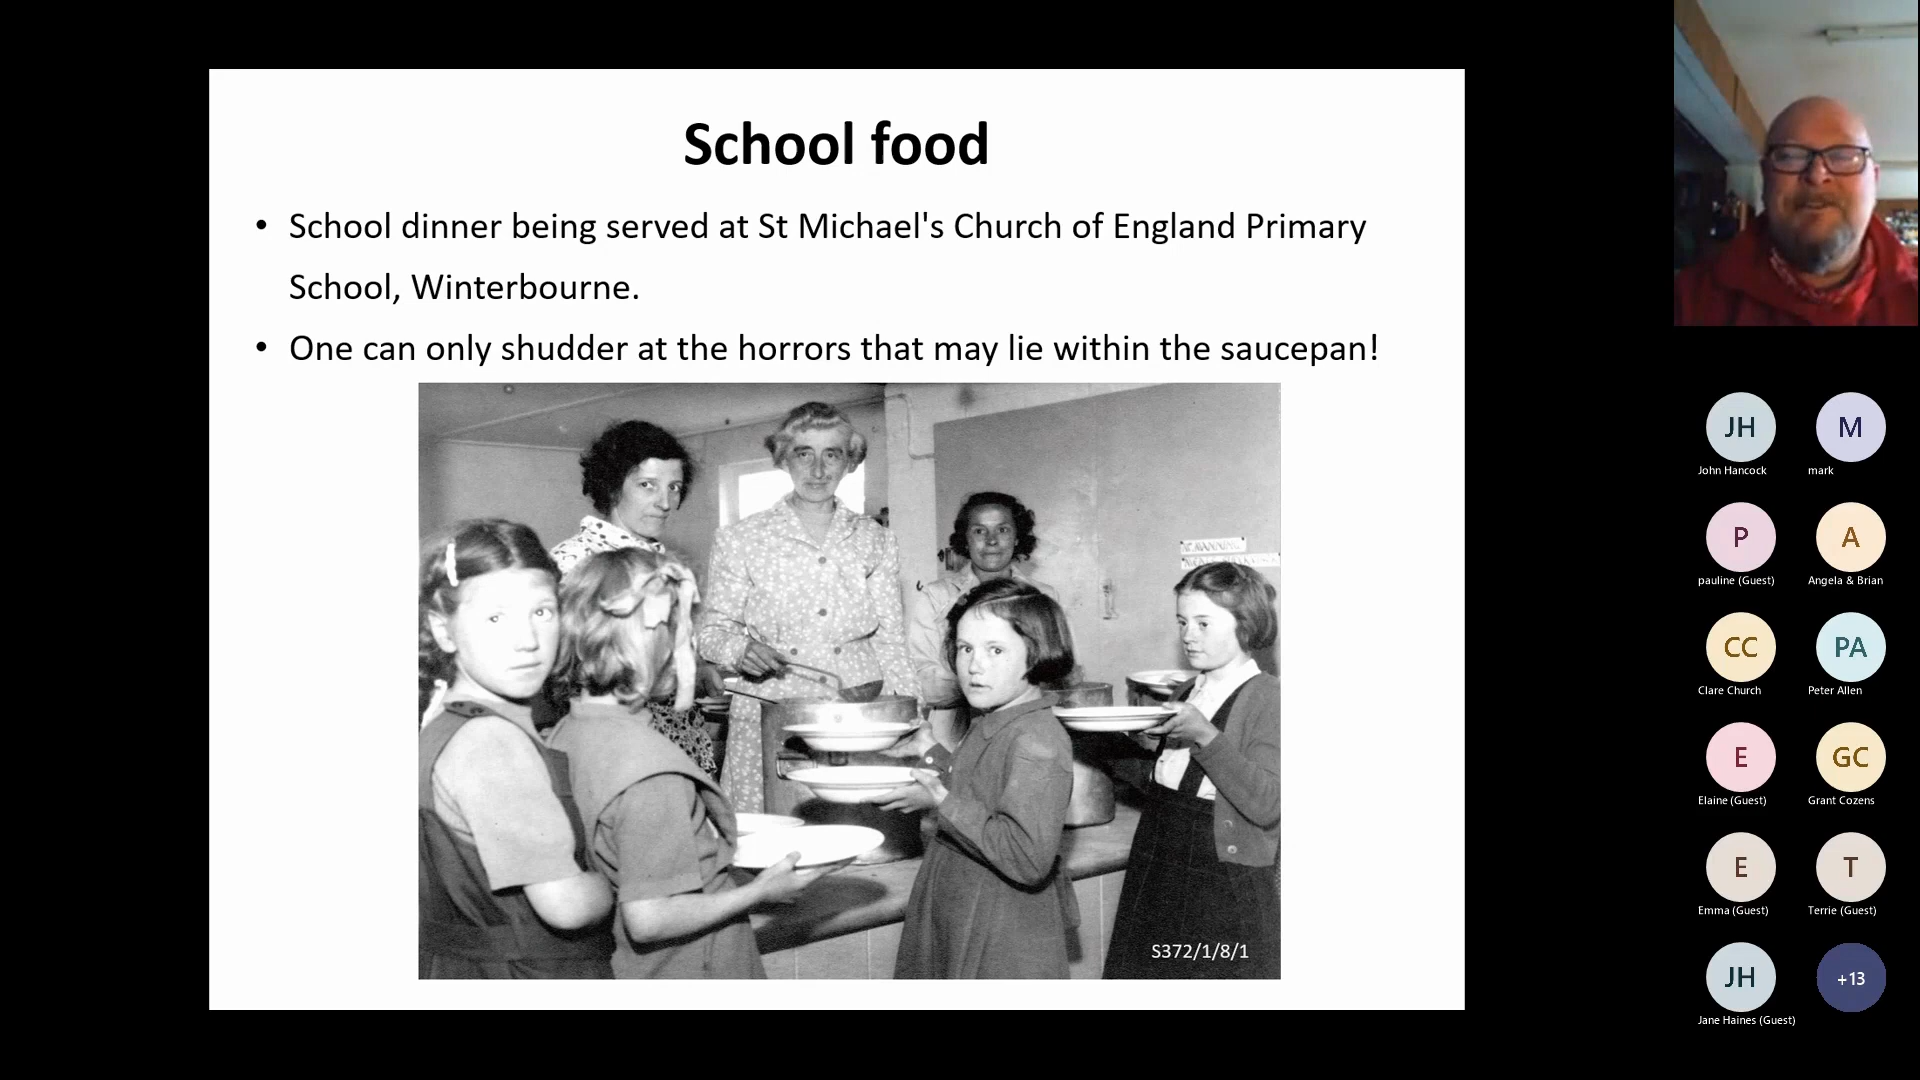 School food
• School dinner being served at St Michael's Church of England Primary
School, Winterbourne.
• One can only shudder at the horrors that may lie within the saucepan!
S372/1/8/1
JH
John Hancock
M
mark
P
pauline (Guest)
A
Angela & Brian
CC
Clare Church
PA
Peter Allen
E
Elaine (Guest)
GC
Grant Cozens
E
Emma (Guest)
T
Terrie (Guest)
JH
Jane Haines (Guest)
+13